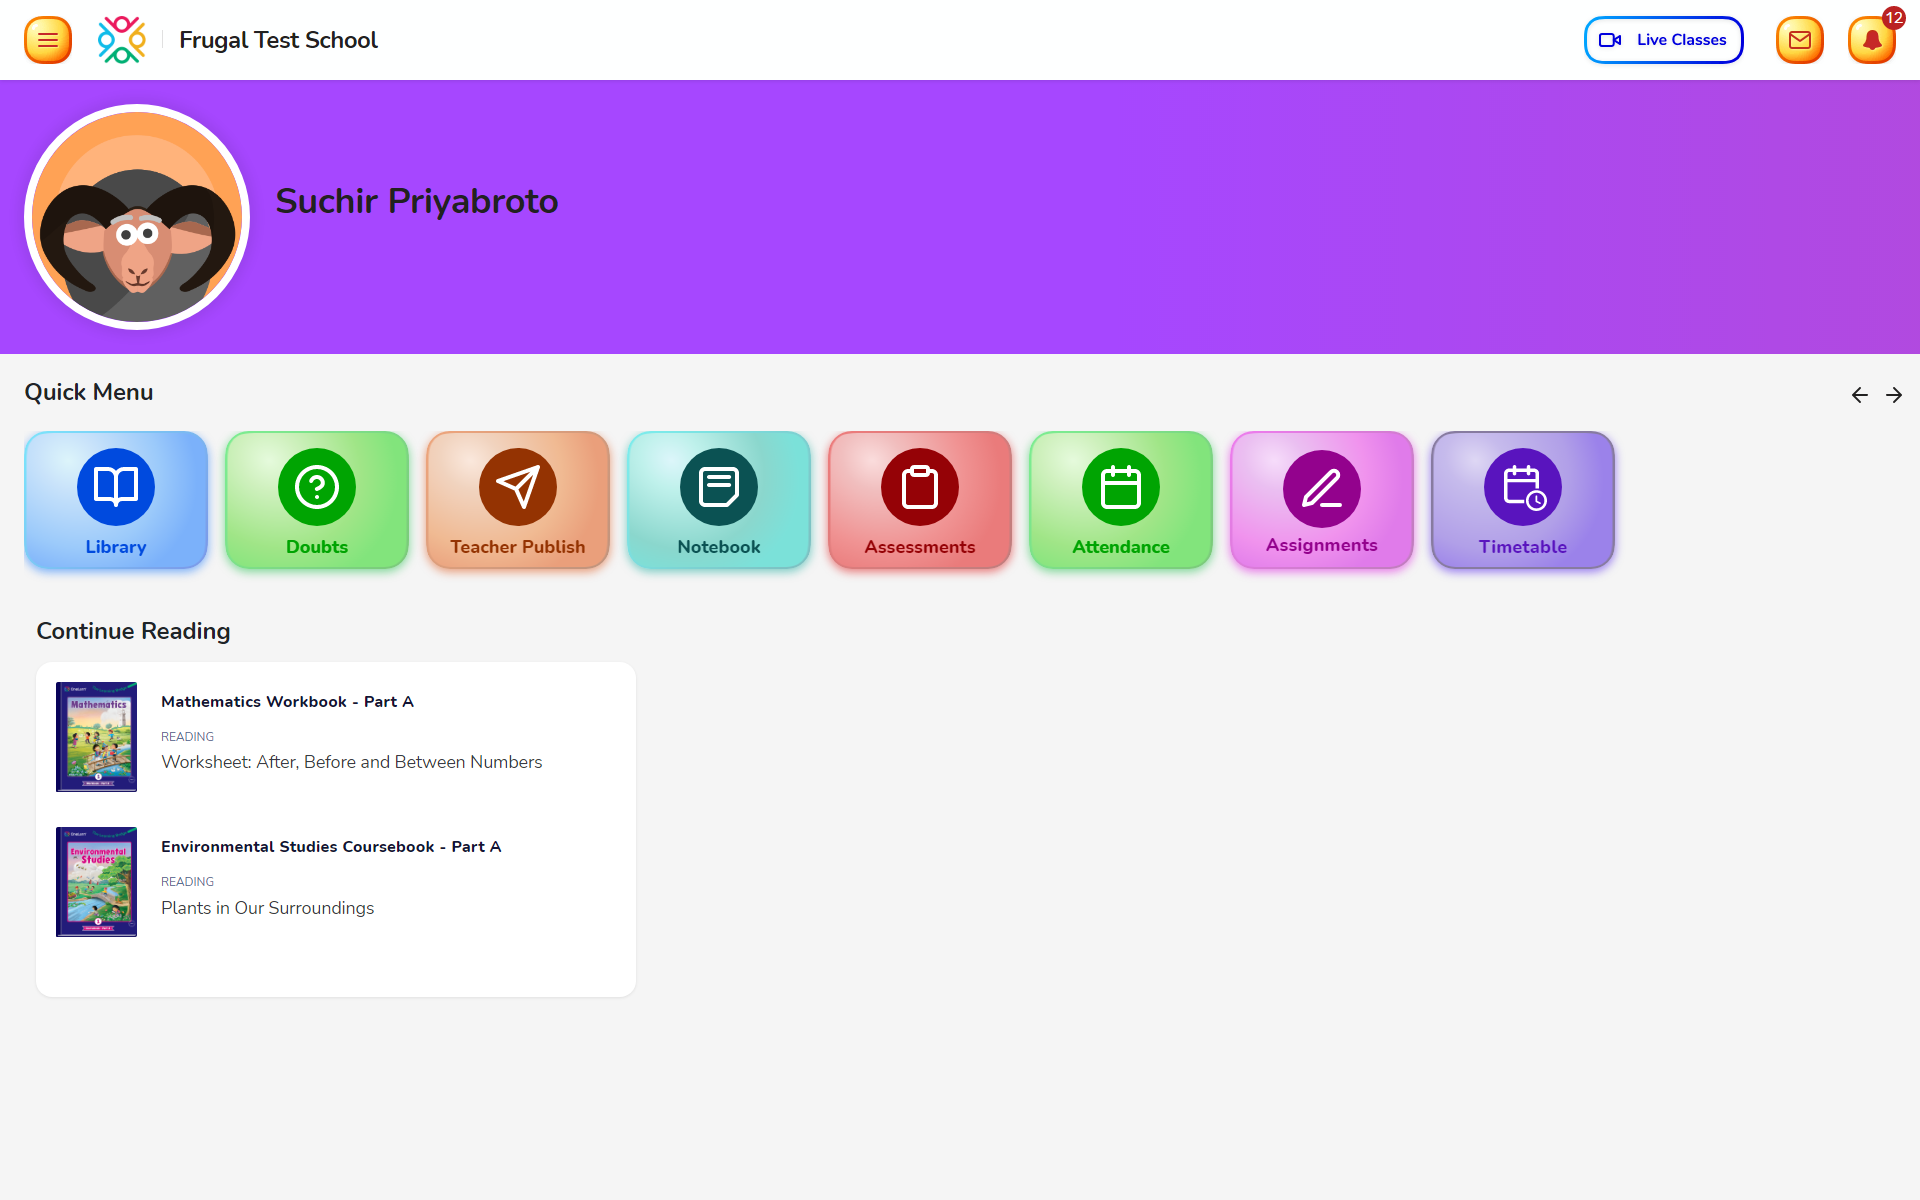 Frugal Test School
Live Classes
12
Suchir Priyabroto
Quick Menu
Library
Doubts
Teacher Publish
Notebook
Assessments
Attendance
Assignments
Timetable
Continue Reading
Mathematics
Mathematics Workbook - Part A
READING
Worksheet: After, Before and Between Numbers
Environmental
Studies
Environmental Studies Coursebook - Part A
READING
Plants in Our Surroundings